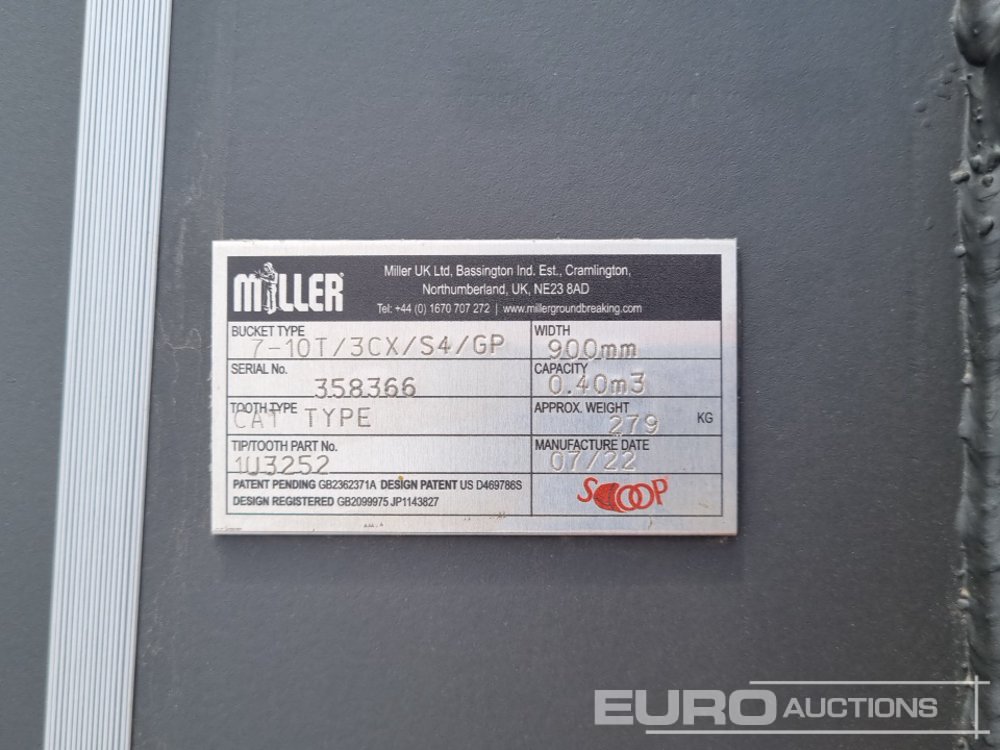 MILLER
Miller UK Ltd, Bassington Ind. Est., Cramlington,
Northumberland, UK, NE23 8AD
Tel: +44 (0) 1670 707 272 | www.millergroundbreaking.com
BUCKET TYPE
7-10T/3CX/S4/GP
WIDTH
900mm
SERIAL No.
358366
CAPACITY
0.40m3
TOOTH TYPE
CAT TYPE
APPROX. WEIGHT
279 KG
TIP/TOOTH PART No.
1U3252
MANUFACTURE DATE
07/22
PATENT PENDING GB2362371A DESIGN PATENT US D469786S
DESIGN REGISTERED GB2099975 JP1143827
SCOOP
EURO AUCTIONS